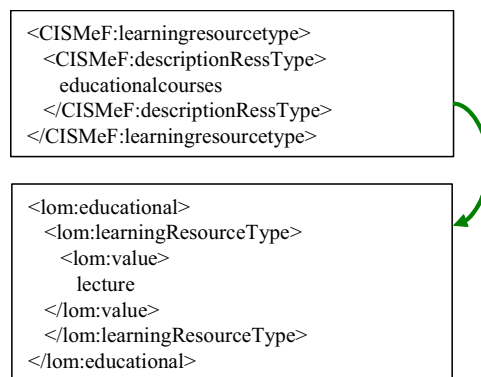 <CISMeF:learningresourcetype>
<CISMeF:descriptionRessType>
educationalcourses
</CISMeF:descriptionRessType>
</CISMeF:learningresourcetype>
<lom:educational>
<lom:learningResourceType>
<lom:value>
lecture
</lom:value>
</lom:learningResourceType>
</lom:educational>